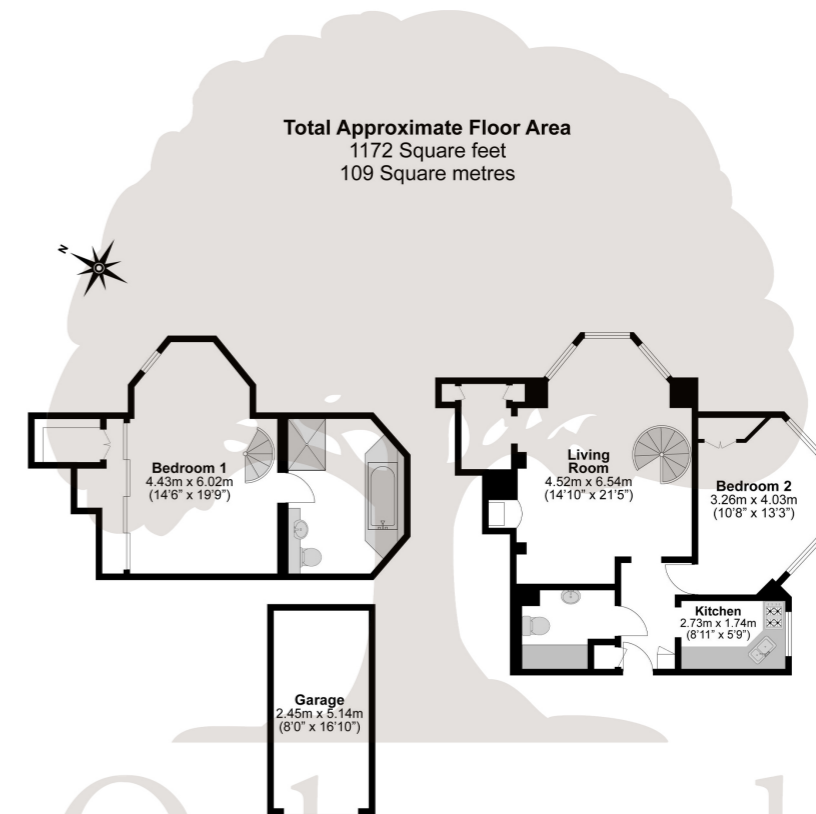 Total Approximate Floor Area
1172 Square feet
109 Square metres
N
Bedroom 1
4.43m x 6.02m
(14'6" x 19'9")
Living
Room
4.52m x 6.54m
(14'10" x 21'5")
Bedroom 2
3.26m x 4.03m
(10'8" x 13'3")
Kitchen
2.73m x 1.74m
(8'11" x 5'9")
Garage
2.45m x 5.14m
(8'0" x 16'10")